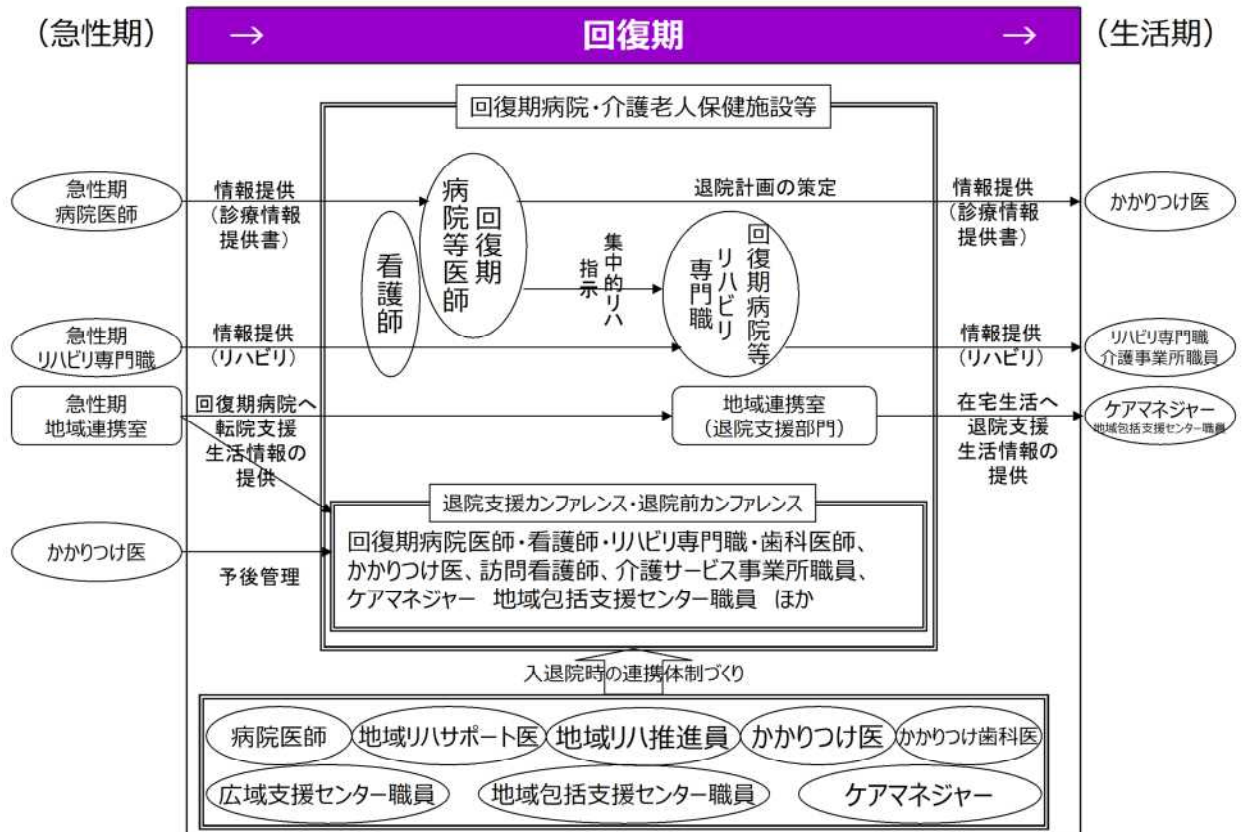 （急性期）
→
回復期
→
（生活期）
回復期病院・介護老人保健施設等
急性期
病院医師
情報提供
（診療情報
提供書）
看護師
回復期
病院等医師
退院計画の策定
集中的リハ
指示
回復期病院等
リハビリ
専門職
情報提供
（診療情報
提供書）
かかりつけ医
急性期
リハビリ専門職
情報提供
（リハビリ）
情報提供
（リハビリ）
リハビリ専門職
介護事業所職員
急性期
地域連携室
回復期病院へ
転院支援
生活情報の
提供
地域連携室
（退院支援部門）
在宅生活へ
退院支援
生活情報の
提供
ケアマネジャー
地域包括支援センター職員
かかりつけ医
予後管理
退院支援カンファレンス・退院前カンファレンス
回復期病院医師・看護師・リハビリ専門職・歯科医師、
かかりつけ医、訪問看護師、介護サービス事業所職員、
ケアマネジャー　地域包括支援センター職員　ほか
入退院時の連携体制づくり
病院医師
地域リハサポート医
地域リハ推進員
かかりつけ医
かかりつけ歯科医
広域支援センター職員
地域包括支援センター職員
ケアマネジャー